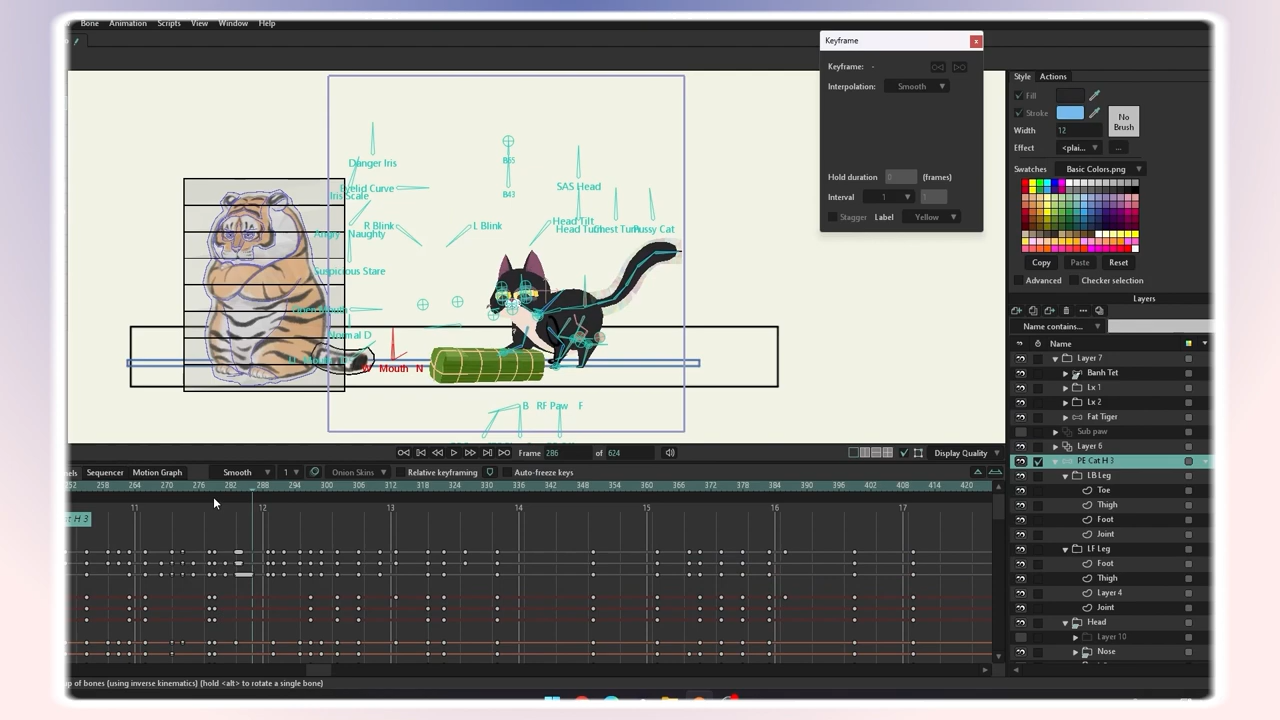 Bone Animation Scripts View Window Help
Keyframe
Keyframe: -
Interpolation: Smooth
Hold duration 0 (frames)
Interval 1 1
Stagger Label Yellow
Style Actions
Fill
Stroke
No Brush
Width 12
Effect <plai... ...
Swatches Basic Colors.png
Copy Paste Reset
Advanced Checker selection
Layers
Name contains...
Name
Layer 7
Banh Tet
Lx 1
Lx 2
Fat Tiger
Sub paw
Layer 6
PE Cat H 3
LB Leg
Toe
Thigh
Foot
Joint
LF Leg
Foot
Thigh
Layer 4
Joint
Head
Layer 10
Nose
Danger Iris
Eyelid Curve
Iris Scale
R Blink
L Blink
Angry Naughty
Suspicious Stare
B65
B43
SAS Head
Head Tilt
Head Turn
Chest Turn
Pussy Cat
Normal D
Mouth N
B RF Paw F
Frame 286 of 624
Display Quality
Sequencer Motion Graph Smooth 1 Onion Skins Relative keyframing Auto-freeze keys
252 258 264 270 276 282 288 294 300 306 312 318 324 330 336 342 348 354 360 366 372 378 384 390 396 402 408 414 420
11 12 13 14 15 16 17
at H 3
up of bones (using inverse kinematics) (hold <alt> to rotate a single bone)